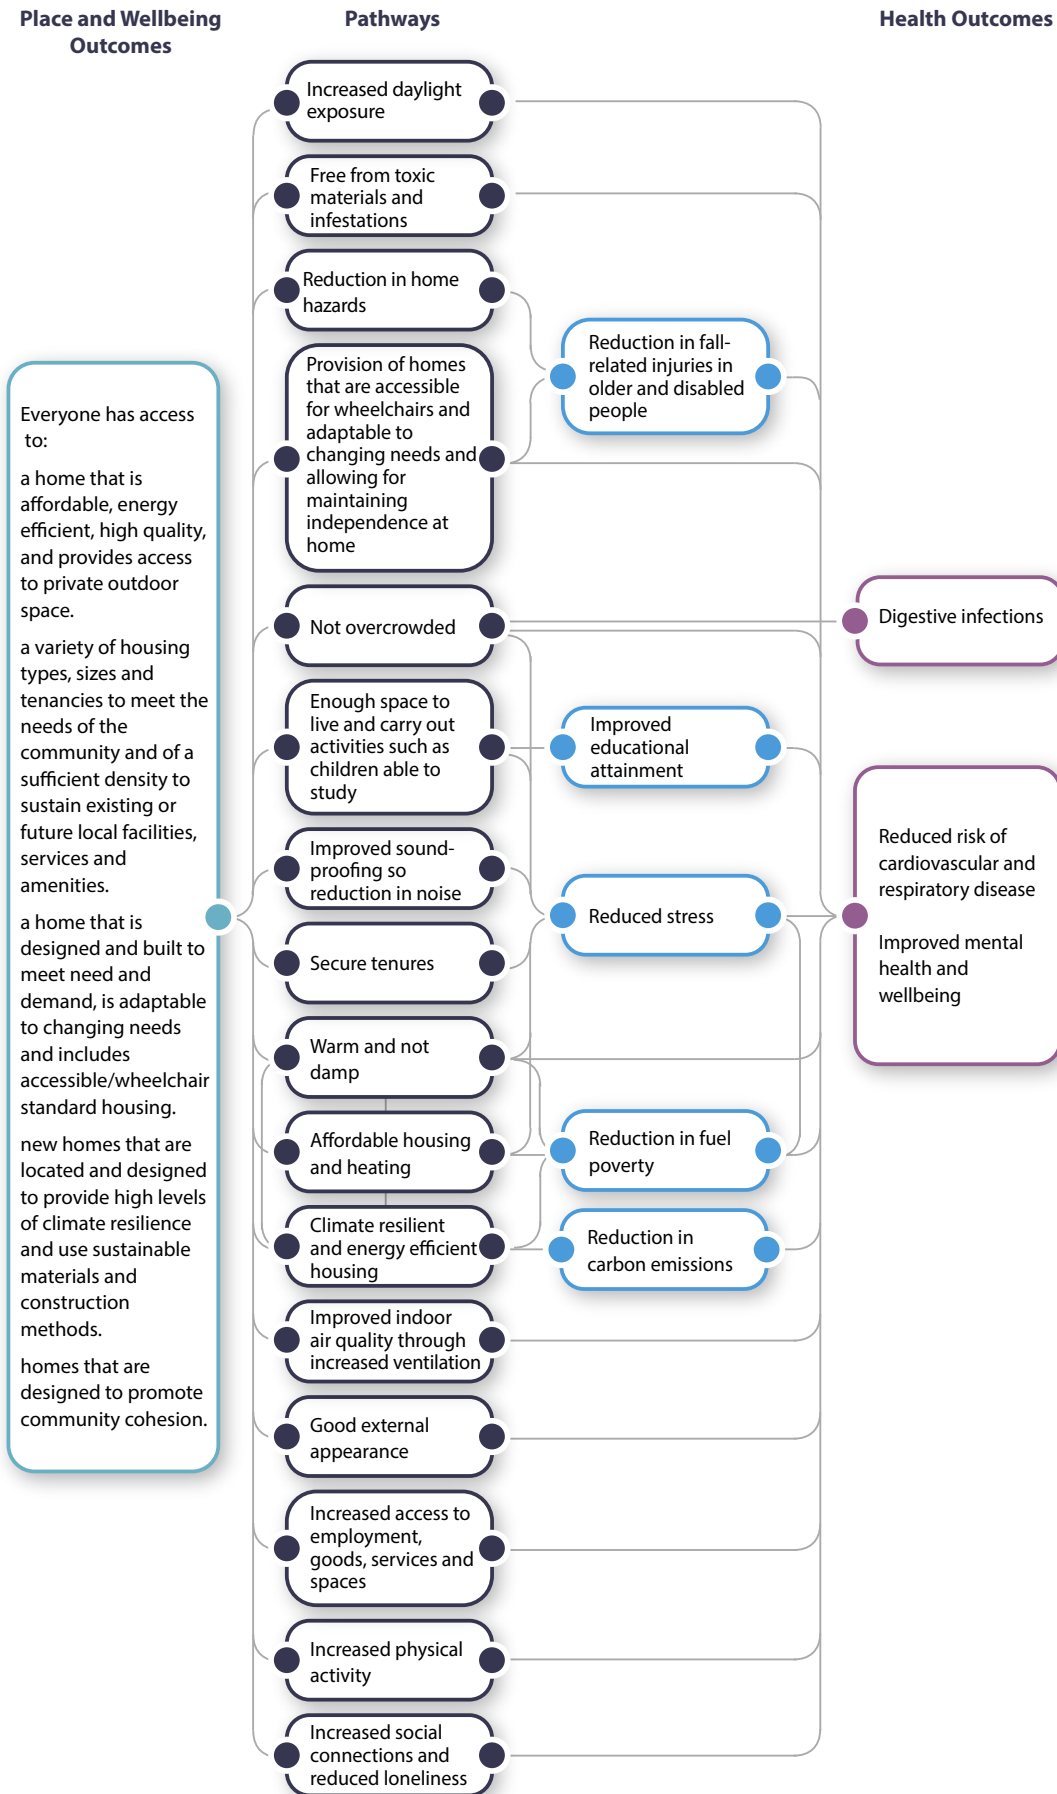 Place and Wellbeing
Outcomes
Pathways
Health Outcomes
Everyone has access
to:
a home that is
affordable, energy
efficient, high quality,
and provides access
to private outdoor
space.
a variety of housing
types, sizes and
tenancies to meet the
needs of the
community and of a
sufficient density to
sustain existing or
future local facilities,
services and
amenities.
a home that is
designed and built to
meet need and
demand, is adaptable
to changing needs
and includes
accessible/wheelchair
standard housing.
new homes that are
located and designed
to provide high levels
of climate resilience
and use sustainable
materials and
construction
methods.
homes that are
designed to promote
community cohesion.
Increased daylight
exposure
Free from toxic
materials and
infestations
Reduction in home
hazards
Provision of homes
that are accessible
for wheelchairs and
adaptable to
changing needs and
allowing for
maintaining
independence at
home
Not overcrowded
Enough space to
live and carry out
activities such as
children able to
study
Improved sound-
proofing so
reduction in noise
Secure tenures
Warm and not
damp
Affordable housing
and heating
Climate resilient
and energy efficient
housing
Improved indoor
air quality through
increased ventilation
Good external
appearance
Increased access to
employment,
goods, services and
spaces
Increased physical
activity
Increased social
connections and
reduced loneliness
Reduction in fall-
related injuries in
older and disabled
people
Improved
educational
attainment
Reduced stress
Reduction in fuel
poverty
Reduction in
carbon emissions
Digestive infections
Reduced risk of
cardiovascular and
respiratory disease
Improved mental
health and
wellbeing